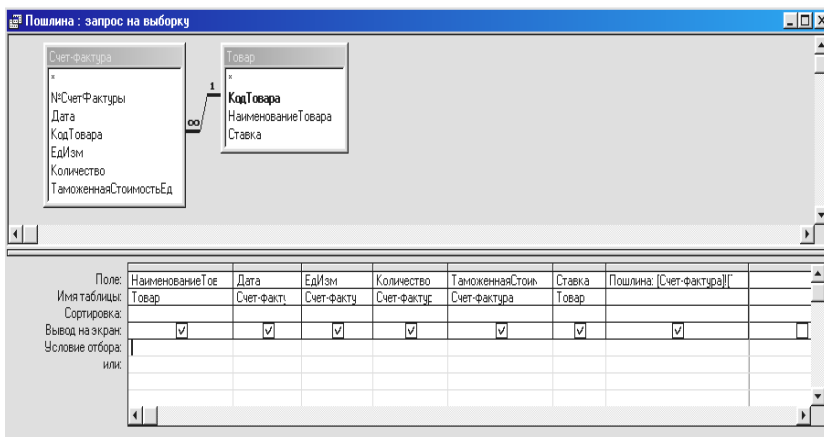 Пошлина : запрос на выборку
Счет-фактура
*
№СчетФактуры
Дата
КодТовара
ЕдИзм
Количество
ТаможеннаяСтоимостьЕд
1
∞
Товар
*
КодТовара
НаименованиеТовара
Ставка
Поле: НаименованиеТов Дата ЕдИзм Количество ТаможеннаяСтоим Ставка Пошлина: [Счет-фактура]![
Имя таблицы: Товар Счет-факту Счет-факту Счет-фактур Счет-фактура Товар
Сортировка:
Вывод на экран:
Условие отбора:
или: